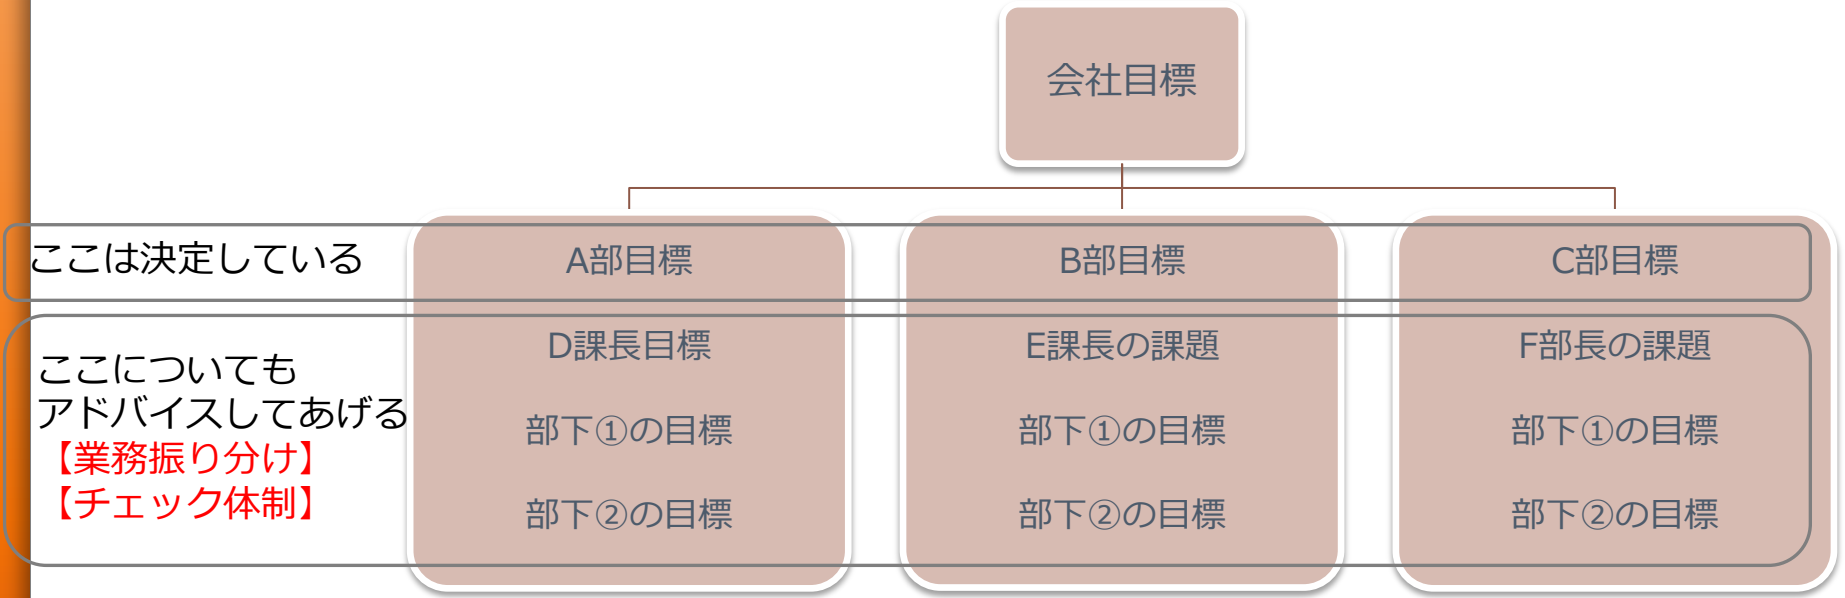 会社目標
ここは決定している
A部目標
B部目標
C部目標
ここについても
アドバイスしてあげる
【業務振り分け】
【チェック体制】
D課長目標
部下①の目標
部下②の目標
E課長の課題
部下①の目標
部下②の目標
F部長の課題
部下①の目標
部下②の目標